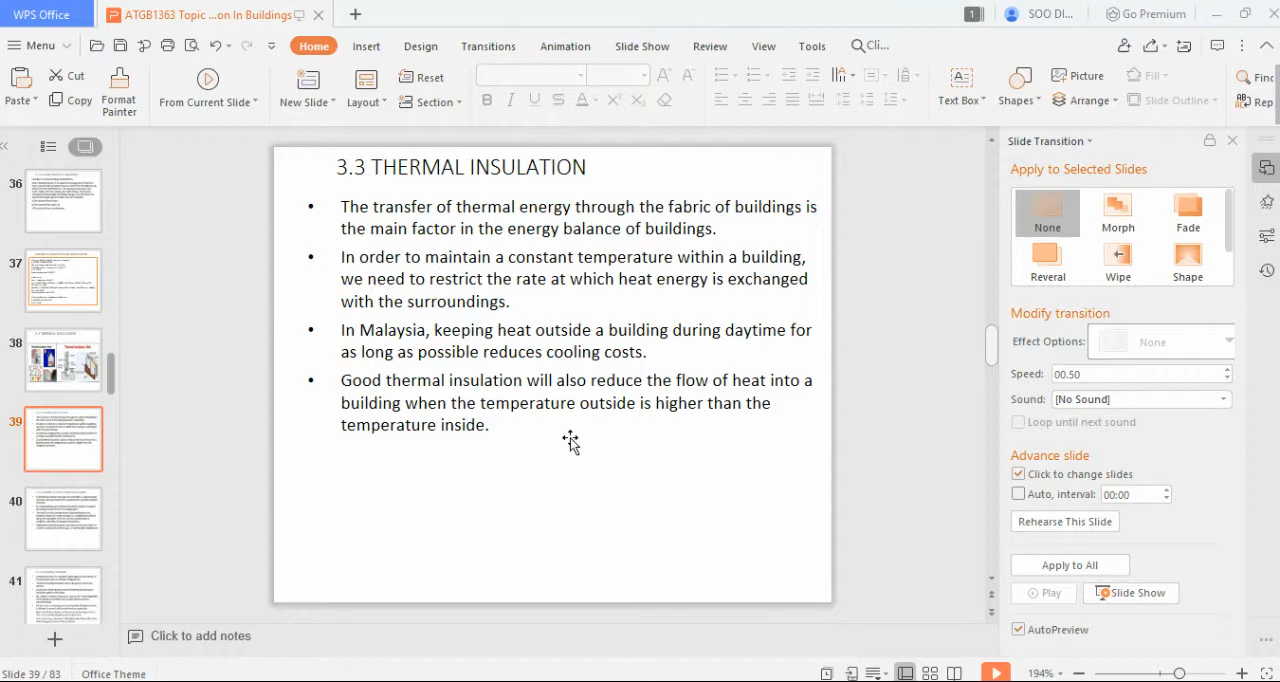 WPS Office
ATGB1363 Topic ...on In Buildings
1
SOO DI...
Go Premium
Menu
Home
Insert
Design
Transitions
Animation
Slide Show
Review
View
Tools
Cli...
Paste
Cut
Copy
Format
Painter
From Current Slide
New Slide
Layout
Reset
Section
B I U S A X² X₂
Text Box
Shapes
Picture
Arrange
Fill
Slide Outline
Find
Rep
36
37
38
39
40
41
3.3 THERMAL INSULATION
• The transfer of thermal energy through the fabric of buildings is
the main factor in the energy balance of buildings.
• In order to maintain a constant temperature within a building,
we need to restrict the rate at which heat energy is exchanged
with the surroundings.
• In Malaysia, keeping heat outside a building during daytime for
as long as possible reduces cooling costs.
• Good thermal insulation will also reduce the flow of heat into a
building when the temperature outside is higher than the
temperature inside.
Click to add notes
Slide Transition
Apply to Selected Slides
None
Morph
Fade
Reveral
Wipe
Shape
Modify transition
Effect Options:
None
Speed: 00.50
Sound: [No Sound]
Loop until next sound
Advance slide
Click to change slides
Auto, interval: 00:00
Rehearse This Slide
Apply to All
Play
Slide Show
AutoPreview
Slide 39 / 83
Office Theme
194%